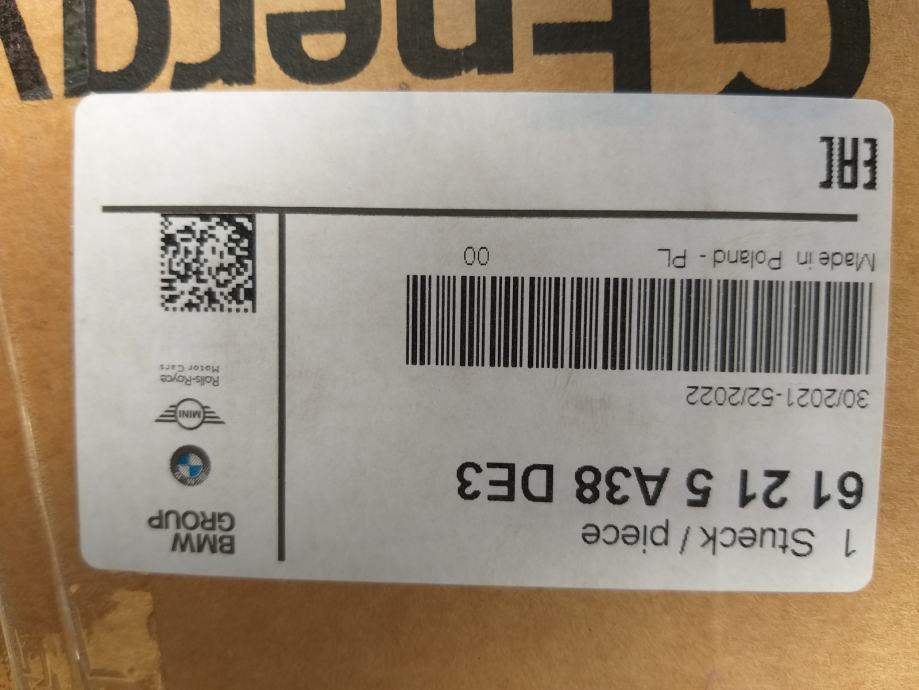 1 Stueck / piece
61 21 5 A38 DE3
30/2021-52/2022
Made in Poland - PL 00
EAC
BMW
GROUP
MINI
Rolls-Royce
Motor Cars
G-Energy